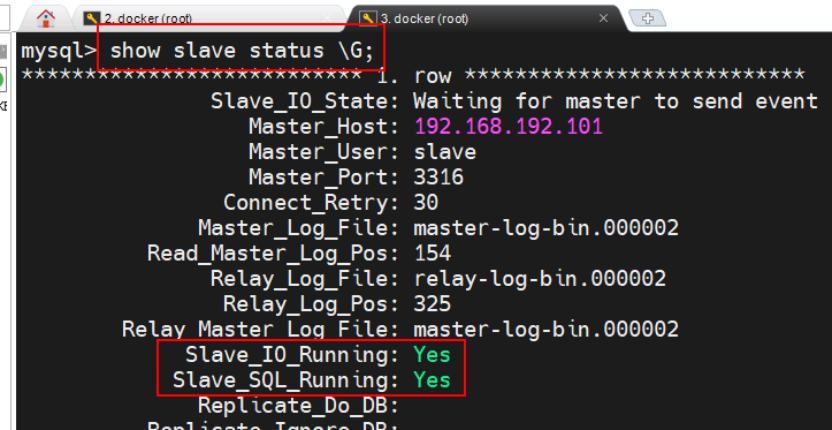 2. docker (root)
3. docker (root)
mysql> show slave status \G;
*************************** 1. row ***************************
Slave_IO_State: Waiting for master to send event
Master_Host: 192.168.192.101
Master_User: slave
Master_Port: 3316
Connect_Retry: 30
Master_Log_File: master-log-bin.000002
Read_Master_Log_Pos: 154
Relay_Log_File: relay-log-bin.000002
Relay_Log_Pos: 325
Relay_Master_Log_File: master-log-bin.000002
Slave_IO_Running: Yes
Slave_SQL_Running: Yes
Replicate_Do_DB:
Replicate_Ignore_DB: